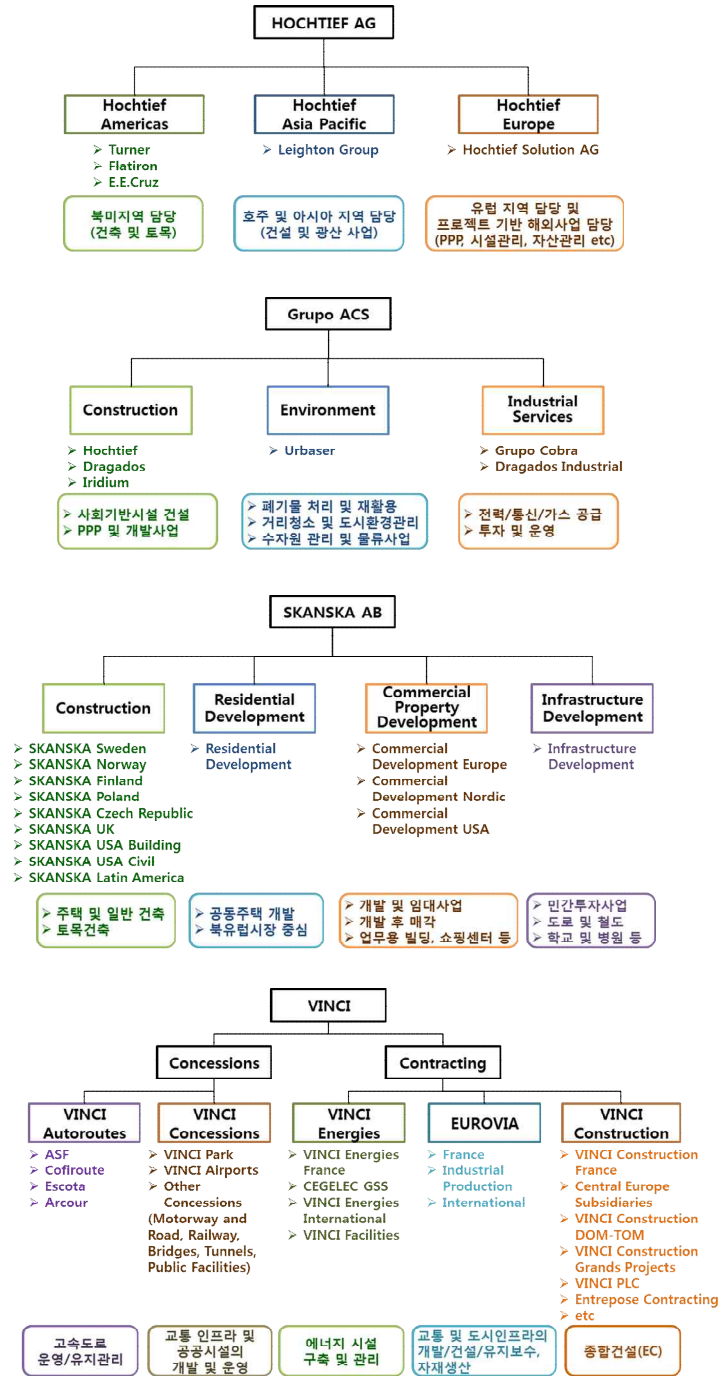 HOCHTIEF AG
Hochtief
Americas
Hochtief
Asia Pacific
Hochtief
Europe
➢ Turner
➢ Flatiron
➢ E.E.Cruz
➢ Leighton Group
➢ Hochtief Solution AG
북미지역 담당
(건축 및 토목)
호주 및 아시아 지역 담당
(건설 및 광산 사업)
유럽 지역 담당 및
프로젝트 기반 해외사업 담당
(PPP, 시설관리, 자산관리 etc)
Grupo ACS
Construction
Environment
Industrial
Services
➢ Hochtief
➢ Dragados
➢ Iridium
➢ Urbaser
➢ Grupo Cobra
➢ Dragados Industrial
➢ 사회기반시설 건설
➢ PPP 및 개발사업
➢ 폐기물 처리 및 재활용
➢ 거리청소 및 도시환경관리
➢ 수자원 관리 및 물류사업
➢ 전력/통신/가스 공급
➢ 투자 및 운영
SKANSKA AB
Construction
Residential
Development
Commercial
Property
Development
Infrastructure
Development
➢ SKANSKA Sweden
➢ SKANSKA Norway
➢ SKANSKA Finland
➢ SKANSKA Poland
➢ SKANSKA Czech Republic
➢ SKANSKA UK
➢ SKANSKA USA Building
➢ SKANSKA USA Civil
➢ SKANSKA Latin America
➢ Residential
Development
➢ Commercial
Development Europe
➢ Commercial
Development Nordic
➢ Commercial
Development USA
➢ Infrastructure
Development
➢ 주택 및 일반 건축
➢ 토목건축
➢ 공동주택 개발
➢ 북유럽시장 중심
➢ 개발 및 임대사업
➢ 개발 후 매각
➢ 업무용 빌딩, 쇼핑센터 등
➢ 민간투자사업
➢ 도로 및 철도
➢ 학교 및 병원 등
VINCI
Concessions
Contracting
VINCI
Autoroutes
VINCI
Concessions
VINCI
Energies
EUROVIA
VINCI
Construction
➢ ASF
➢ Cofiroute
➢ Escota
➢ Arcour
➢ VINCI Park
➢ VINCI Airports
➢ Other
Concessions
(Motorway and
Road, Railway,
Bridges, Tunnels,
Public Facilities)
➢ VINCI Energies
France
➢ CEGELEC GSS
➢ VINCI Energies
International
➢ VINCI Facilities
➢ France
➢ Industrial
Production
➢ International
➢ VINCI Construction
France
➢ Central Europe
Subsidiaries
➢ VINCI Construction
DOM-TOM
➢ VINCI Construction
Grands Projects
➢ VINCI PLC
➢ Entrepose Contracting
➢ etc
고속도로
운영/유지관리
교통 인프라 및
공공시설의
개발 및 운영
에너지 시설
구축 및 관리
교통 및 도시인프라의
개발/건설/유지보수,
자재생산
종합건설(EC)